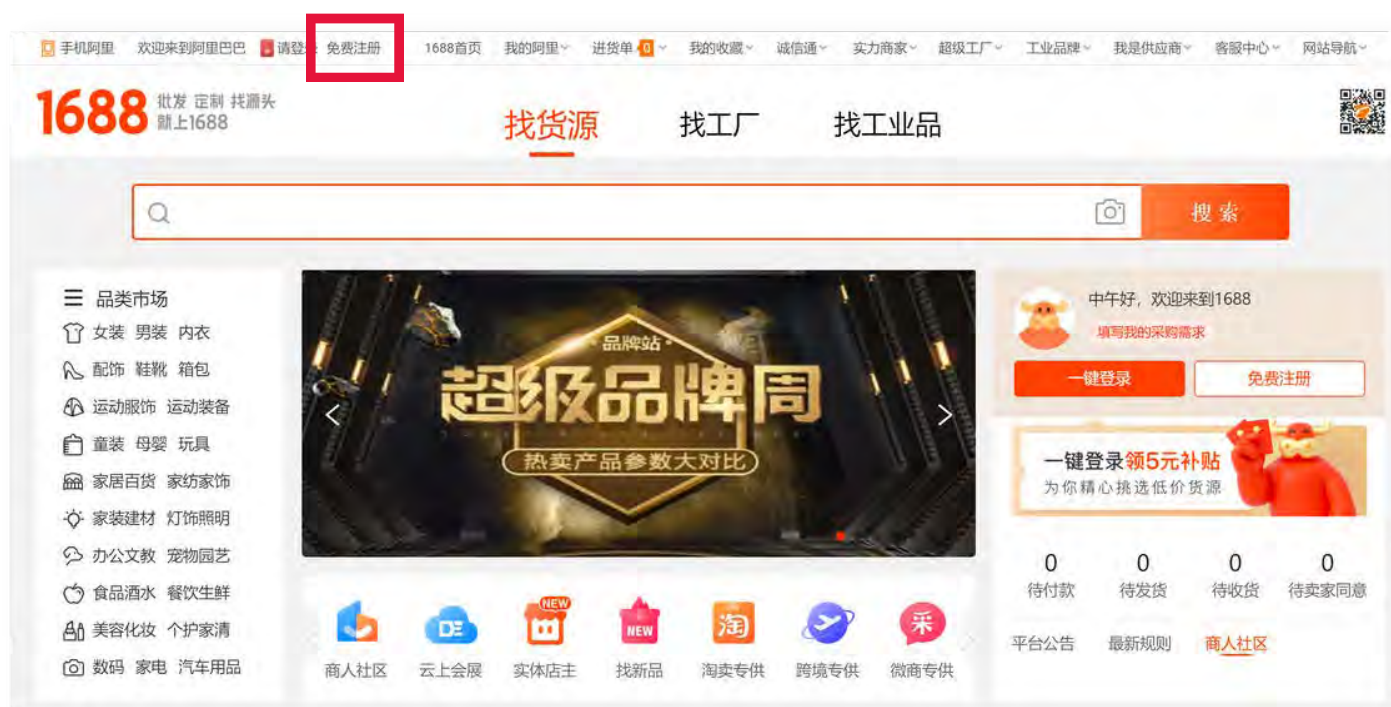 手机阿里 欢迎来到阿里巴巴 请登 免费注册 1688首页 我的阿里 进货单 0 我的收藏 诚信通 实力商家 超级工厂 工业品牌 我是供应商 客服中心 网站导航
1688 批发 定制 找源头
就上1688
找货源 找工厂 找工业品
搜索
品类市场
女装 男装 内衣
配饰 鞋靴 箱包
运动服饰 运动装备
童装 母婴 玩具
家居百货 家纺家饰
家装建材 灯饰照明
办公文教 宠物园艺
食品酒水 餐饮生鲜
美容化妆 个护家清
数码 家电 汽车用品
品牌站
超级品牌周
热卖产品参数大对比
NEW
NEW
淘
采
商人社区 云上会展 实体店主 找新品 淘卖专供 跨境专供 微商专供
中午好，欢迎来到1688
填写我的采购需求
一键登录 免费注册
一键登录领5元补贴
为你精心挑选低价货源
0 0 0 0
待付款 待发货 待收货 待卖家同意
平台公告 最新规则 商人社区